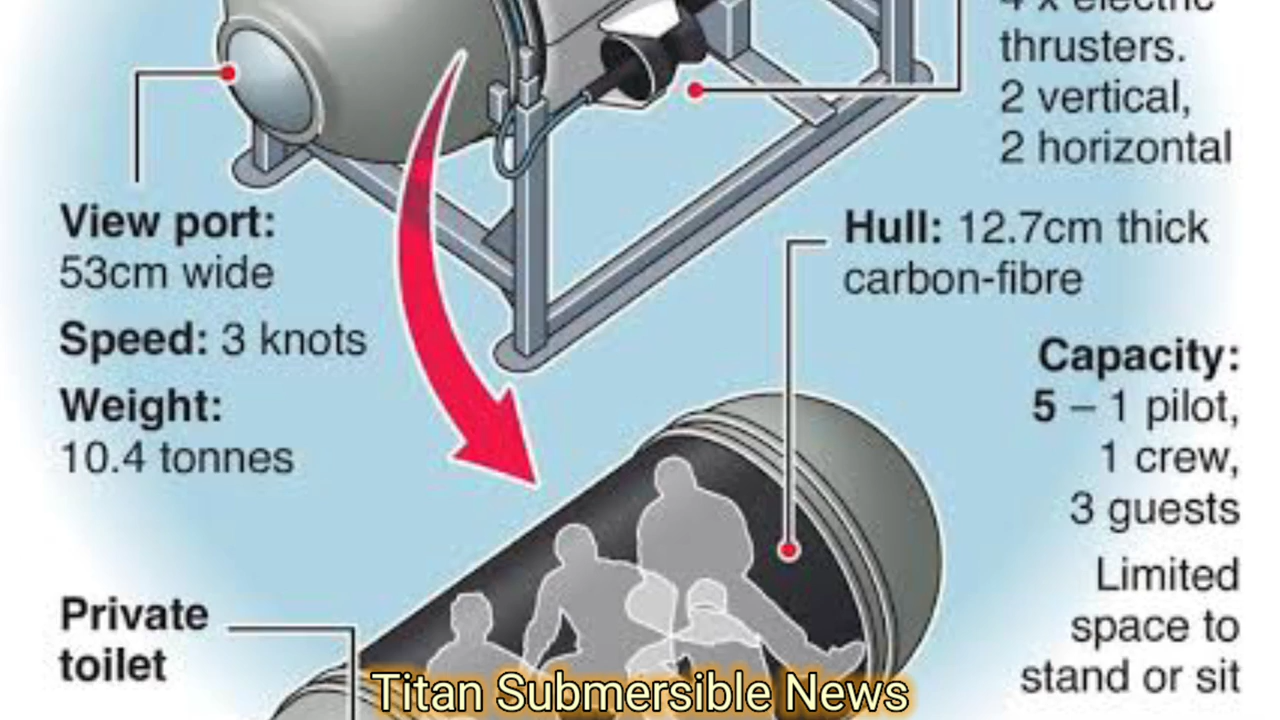 4 x electric
thrusters.
2 vertical,
2 horizontal
View port:
53cm wide
Speed: 3 knots
Weight:
10.4 tonnes
Hull: 12.7cm thick
carbon-fibre
Capacity:
5 – 1 pilot,
1 crew,
3 guests
Limited
space to
stand or sit
Private
toilet
Titan Submersible News